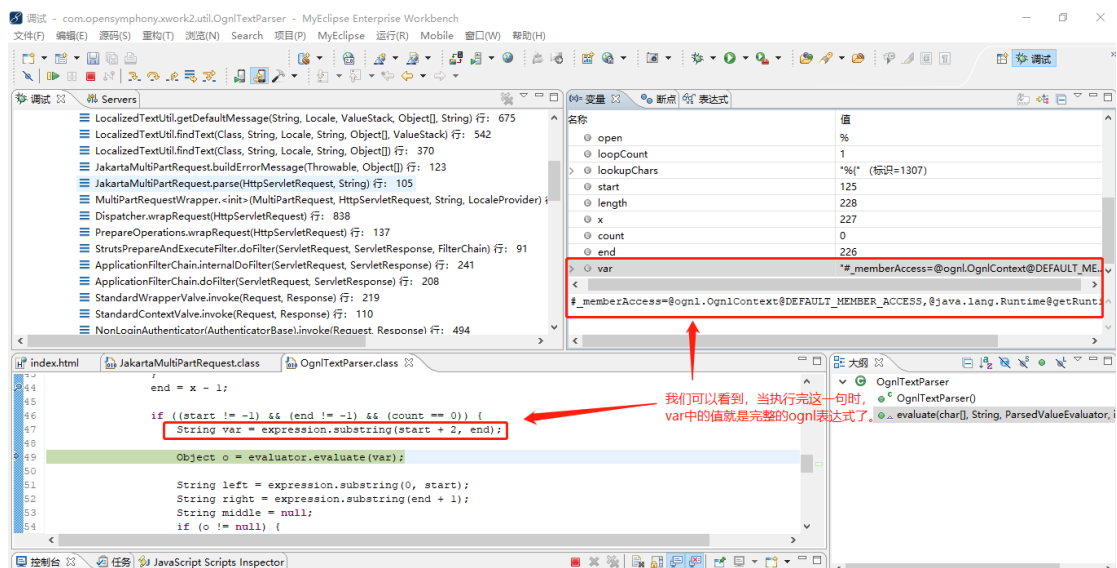 调试 - com.opensymphony.xwork2.util.OgnlTextParser - MyEclipse Enterprise Workbench
文件(F) 编辑(E) 源码(S) 重构(T) 浏览(N) Search 项目(P) MyEclipse 运行(R) Mobile 窗口(W) 帮助(H)
调试
调试 Servers
LocalizedTextUtil.getDefaultMessage(String, Locale, ValueStack, Object[], String) 行: 675
LocalizedTextUtil.findText(Class, String, Locale, String, Object[], ValueStack) 行: 542
LocalizedTextUtil.findText(Class, String, Locale, String, Object[]) 行: 370
JakartaMultiPartRequest.buildErrorMessage(Throwable, Object[]) 行: 123
JakartaMultiPartRequest.parse(HttpServletRequest, String) 行: 105
MultiPartRequestWrapper.<init>(MultiPartRequest, HttpServletRequest, String, LocaleProvider)
Dispatcher.wrapRequest(HttpServletRequest) 行: 838
PrepareOperations.wrapRequest(HttpServletRequest) 行: 137
StrutsPrepareAndExecuteFilter.doFilter(ServletRequest, ServletResponse, FilterChain) 行: 91
ApplicationFilterChain.internalDoFilter(ServletRequest, ServletResponse) 行: 241
ApplicationFilterChain.doFilter(ServletRequest, ServletResponse) 行: 208
StandardWrapperValve.invoke(Request, Response) 行: 219
StandardContextValve.invoke(Request, Response) 行: 110
NonLoginAuthenticator(AuthenticatorBase).invoke(Request, Response) 行: 494
变量 断点 表达式
名称 值
open %
loopCount 1
lookupChars "%{" (标识=1307)
start 125
length 228
x 227
count 0
end 226
var "#_memberAccess=@ognl.OgnlContext@DEFAULT_ME...
#_memberAccess=@ognl.OgnlContext@DEFAULT_MEMBER_ACCESS,@java.lang.Runtime@getRunti
index.html JakartaMultiPartRequest.class OgnlTextParser.class
44 end = x - 1;
45
46 if ((start != -1) && (end != -1) && (count == 0)) {
47 String var = expression.substring(start + 2, end);
48
49 Object o = evaluator.evaluate(var);
50
51 String left = expression.substring(0, start);
52 String right = expression.substring(end + 1);
53 String middle = null;
54 if (o != null) {
我们可以看到，当执行完这一句时，
var中的值就是完整的ognl表达式了。
大纲
OgnlTextParser
OgnlTextParser()
evaluate(char[], String, ParsedValueEvaluator, i
控制台 任务 JavaScript Scripts Inspector